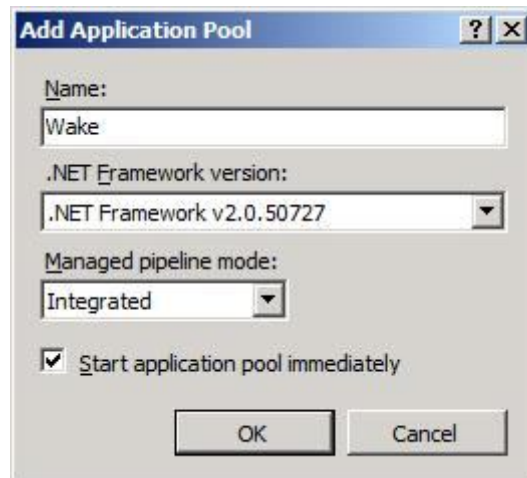 Add Application Pool
Name:
Wake
.NET Framework version:
.NET Framework v2.0.50727
Managed pipeline mode:
Integrated
Start application pool immediately
OK Cancel